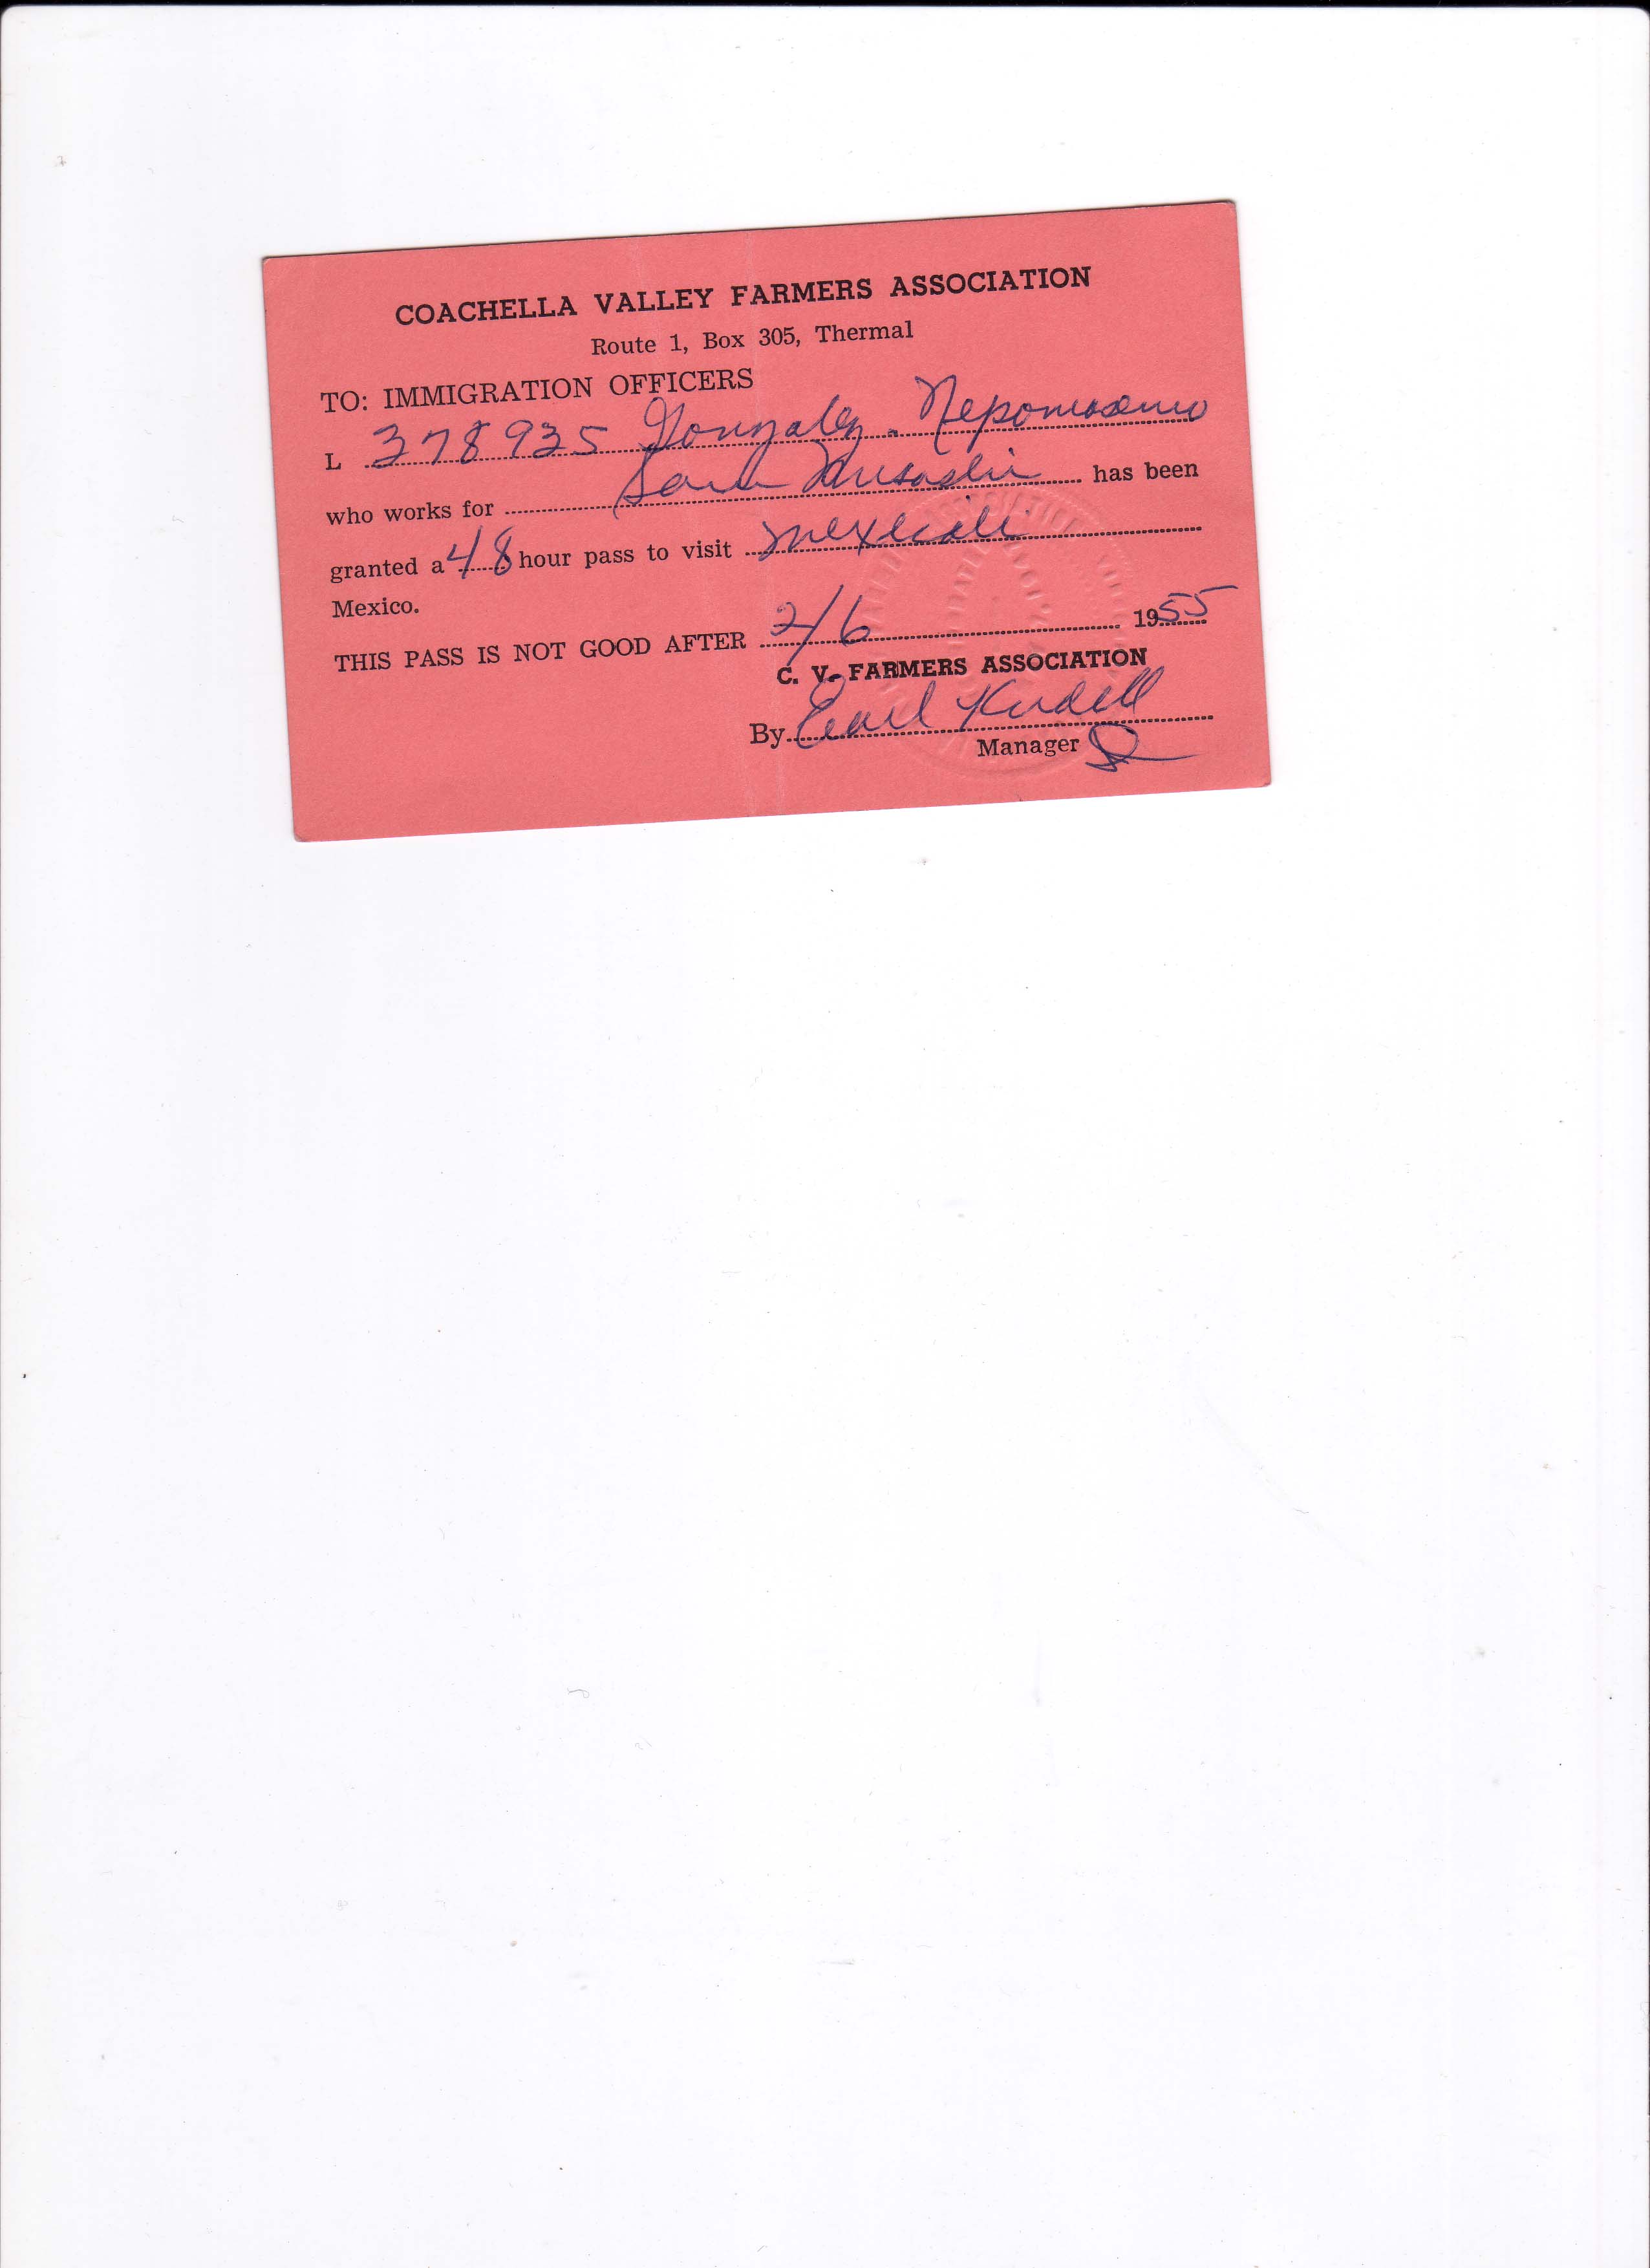 COACHELLA VALLEY FARMERS ASSOCIATION
Route 1, Box 305, Thermal
TO: IMMIGRATION OFFICERS
L 378935 Gonzalez - Nepomoseno
who works for Sam has been
granted a 48 hour pass to visit Mexicali
Mexico.
THIS PASS IS NOT GOOD AFTER 2/6 1955
C. V. FARMERS ASSOCIATION
By Earl
Manager